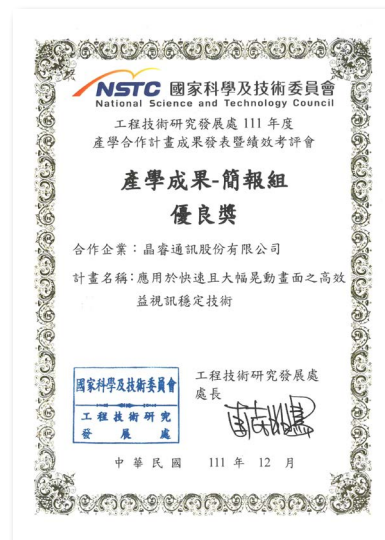 NSTC 國家科學及技術委員會
National Science and Technology Council
工程技術研究發展處 111 年度
產學合作計畫成果發表暨績效考評會
產學成果-簡報組
優良獎
合作企業：晶睿通訊股份有限公司
計畫名稱：應用於快速且大幅晃動畫面之高效
益視訊穩定技術
國家科學及技術委員會
工程技術研究
發展處
工程技術研究發展處
處長
中華民國 111 年 12 月